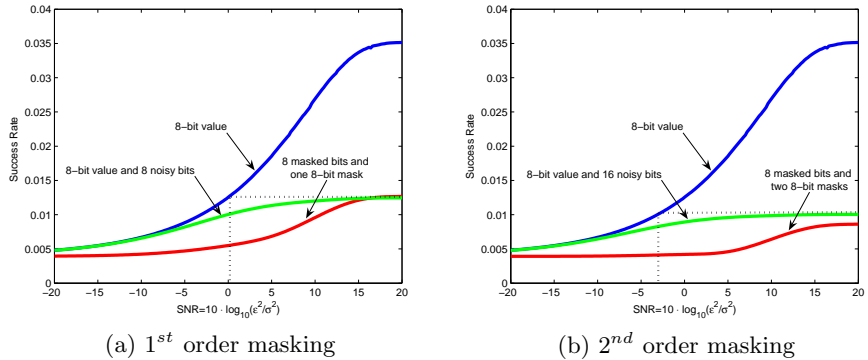 0.04
0.035
0.03
0.025
0.02
0.015
0.01
0.005
0
Success Rate
8−bit value
8−bit value and 8 noisy bits
8 masked bits and
one 8−bit mask
−20 −15 −10 −5 0 5 10 15 20
SNR=10 · log10(ε²/σ²)
(a) 1st order masking
0.04
0.035
0.03
0.025
0.02
0.015
0.01
0.005
0
Success Rate
8−bit value
8−bit value and 16 noisy bits
8 masked bits and
two 8−bit masks
−20 −15 −10 −5 0 5 10 15 20
SNR=10 · log10(ε²/σ²)
(b) 2nd order masking